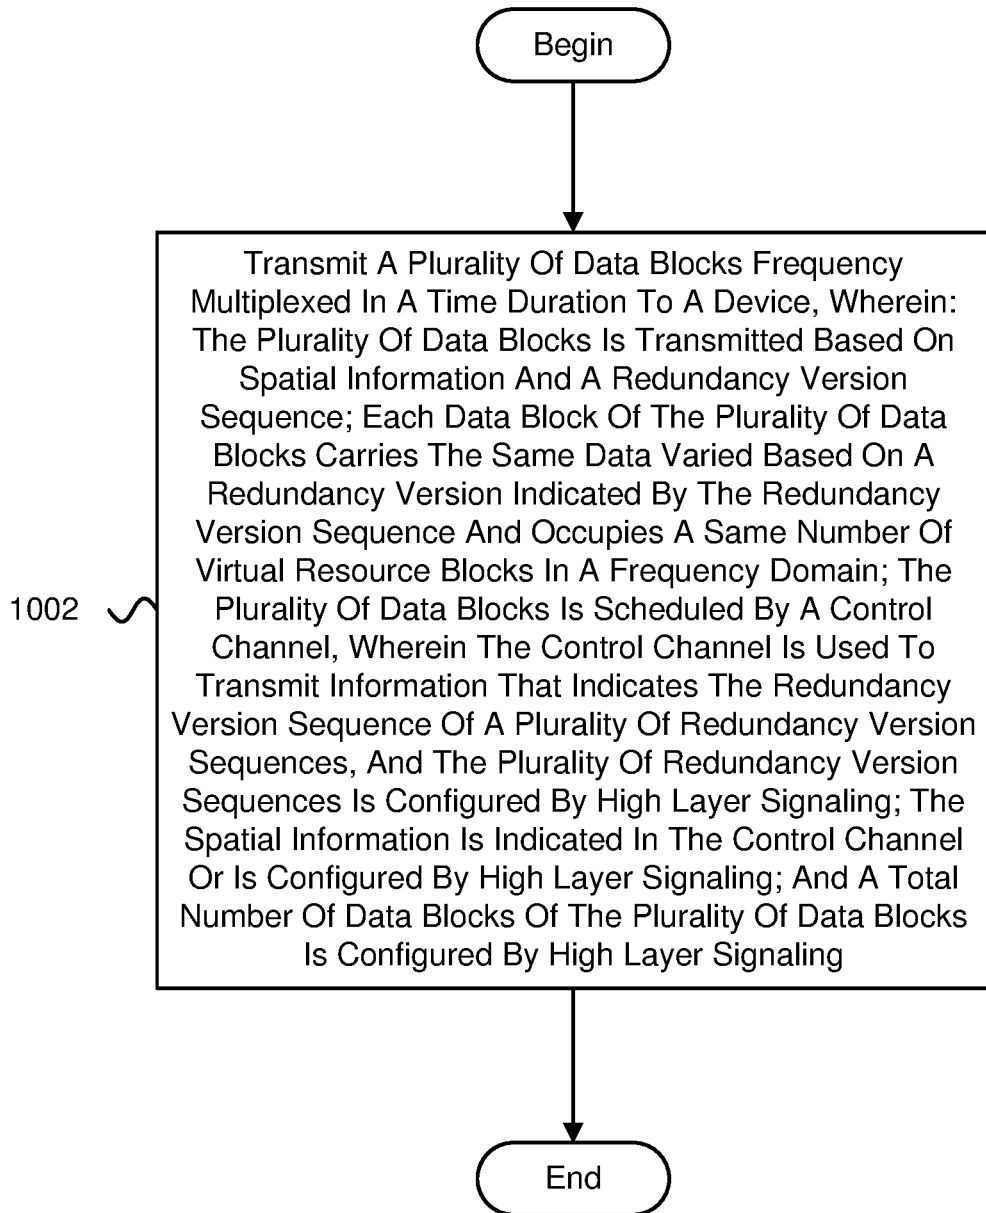 Begin
Transmit A Plurality Of Data Blocks Frequency
Multiplexed In A Time Duration To A Device, Wherein:
The Plurality Of Data Blocks Is Transmitted Based On
Spatial Information And A Redundancy Version
Sequence; Each Data Block Of The Plurality Of Data
Blocks Carries The Same Data Varied Based On A
Redundancy Version Indicated By The Redundancy
Version Sequence And Occupies A Same Number Of
Virtual Resource Blocks In A Frequency Domain; The
Plurality Of Data Blocks Is Scheduled By A Control
Channel, Wherein The Control Channel Is Used To
Transmit Information That Indicates The Redundancy
Version Sequence Of A Plurality Of Redundancy Version
Sequences, And The Plurality Of Redundancy Version
Sequences Is Configured By High Layer Signaling; The
Spatial Information Is Indicated In The Control Channel
Or Is Configured By High Layer Signaling; And A Total
Number Of Data Blocks Of The Plurality Of Data Blocks
Is Configured By High Layer Signaling
1002
End